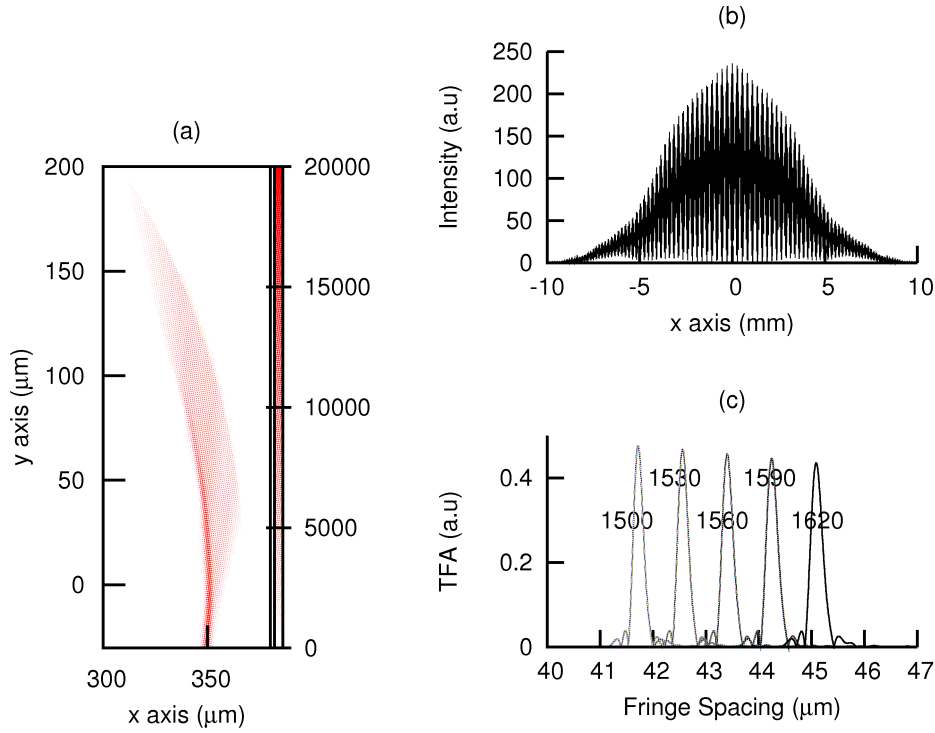 (a)
200
150
100
50
0
y axis (μm)
300 350
x axis (μm)
20000
15000
10000
5000
0
(b)
250
200
150
100
50
0
Intensity (a.u)
-10 -5 0 5 10
x axis (mm)
(c)
0.4
0.2
0
TFA (a.u)
1530 1590
1500 1560 1620
40 41 42 43 44 45 46 47
Fringe Spacing (μm)